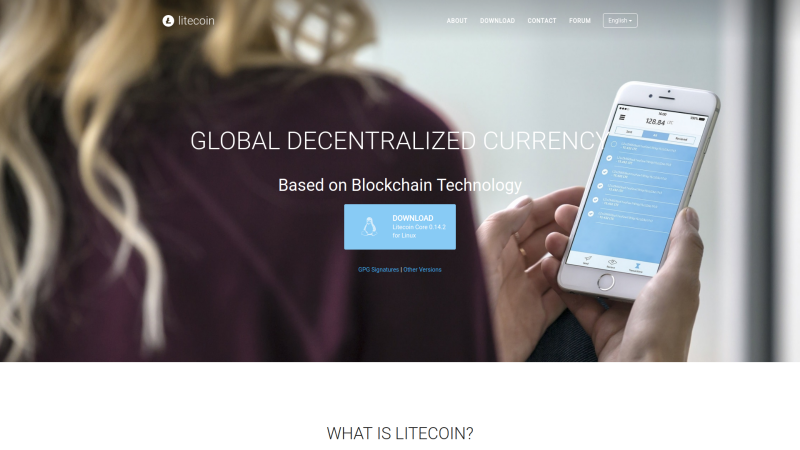 litecoin
ABOUT DOWNLOAD CONTACT FORUM English
GLOBAL DECENTRALIZED CURRENCY
128.84
Based on Blockchain Technology
DOWNLOAD
Litecoin Core 0.14.2
for Linux
GPG Signatures | Other Versions
WHAT IS LITECOIN?